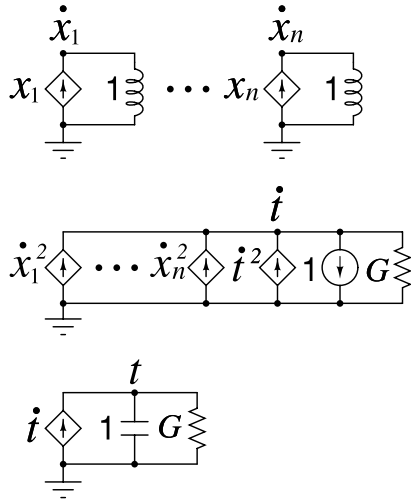 ẋ₁ ẋₙ
x₁ 1 ··· xₙ 1
ṫ
ẋ₁² ··· ẋₙ² ṫ² 1 G
t
ṫ 1 G